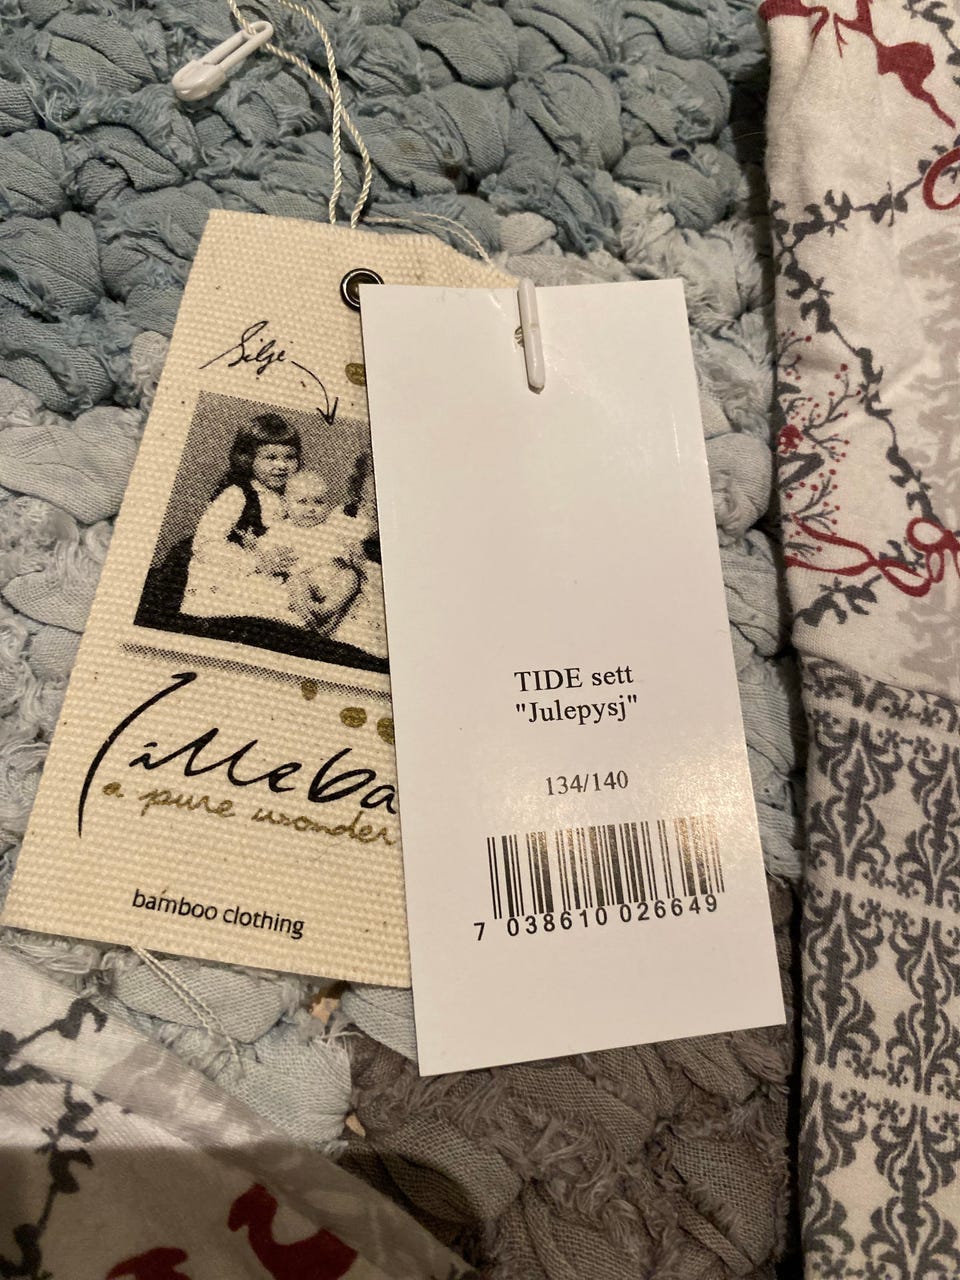 Silje
a pure wonder
bamboo clothing
TIDE sett
"Julepysj"
134/140
7 038610 026649